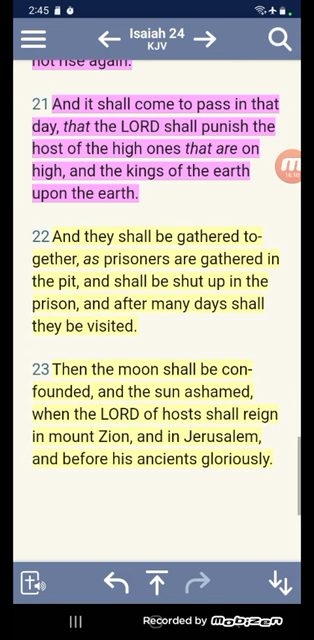 2:45
Isaiah 24
KJV
not rise again.
21 And it shall come to pass in that
day, that the LORD shall punish the
host of the high ones that are on
high, and the kings of the earth
upon the earth.
22 And they shall be gathered to-
gether, as prisoners are gathered in
the pit, and shall be shut up in the
prison, and after many days shall
they be visited.
23 Then the moon shall be con-
founded, and the sun ashamed,
when the LORD of hosts shall reign
in mount Zion, and in Jerusalem,
and before his ancients gloriously.
Recorded by mobizen